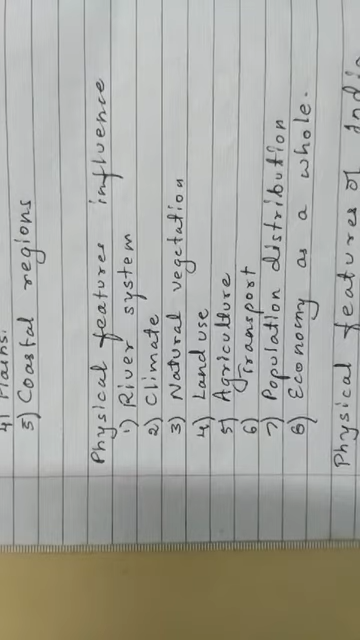 4) Plains.
5) Coastal regions
Physical features influence
1) River system
2) Climate
3) Natural vegetation
4) Land use
5) Agriculture
6) Transport
7) Population distribution
8) Economy as a whole.
Physical features of India